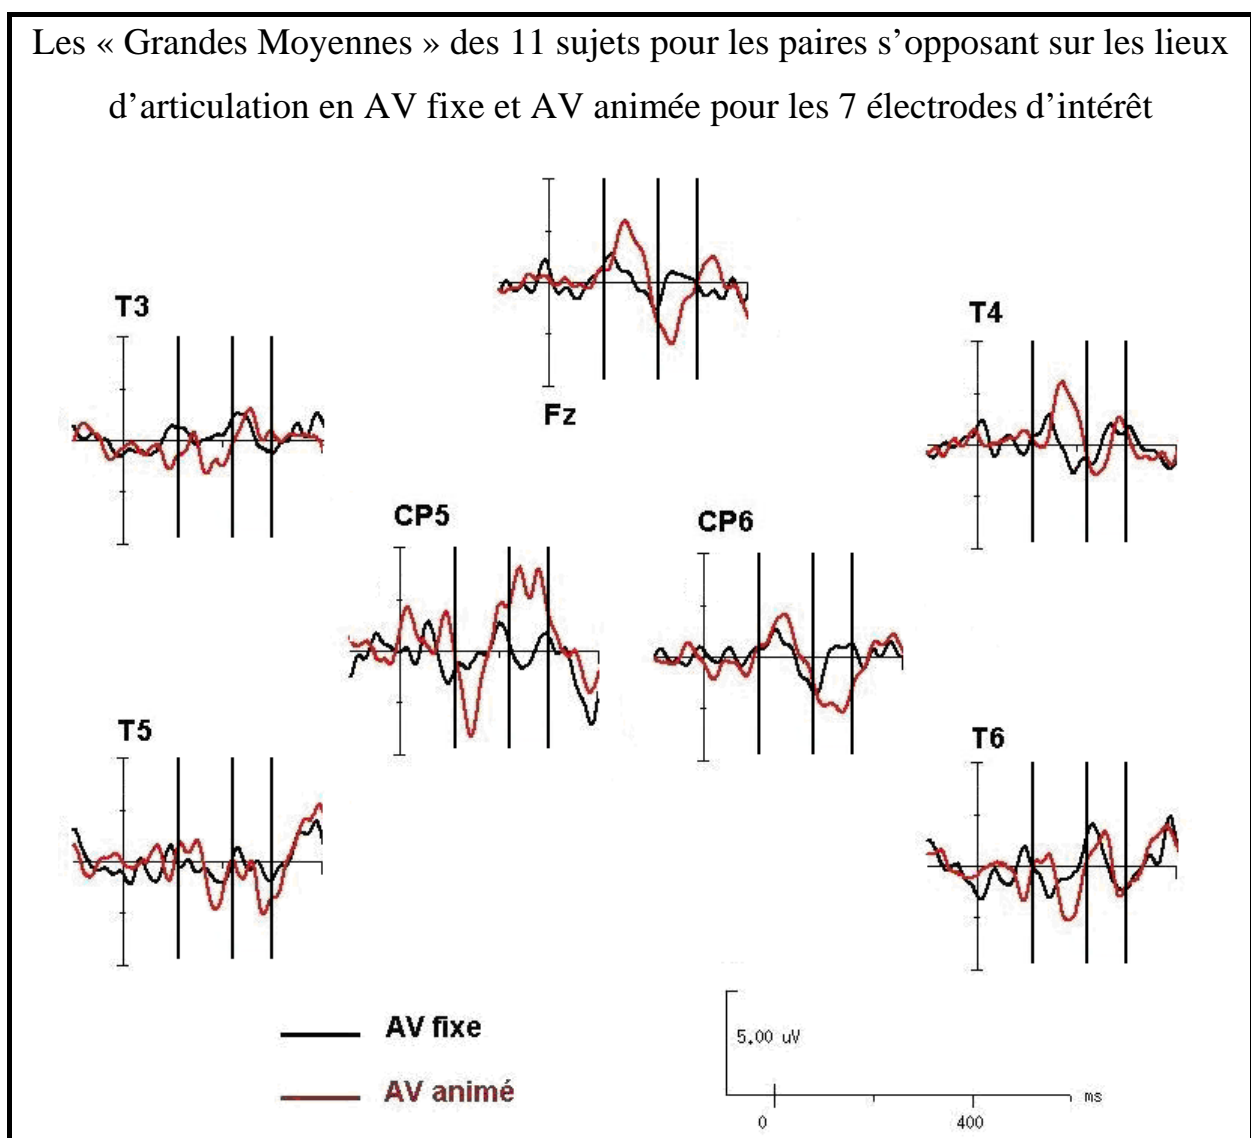 Les « Grandes Moyennes » des 11 sujets pour les paires s’opposant sur les lieux
d’articulation en AV fixe et AV animée pour les 7 électrodes d’intérêt
T3
Fz
T4
CP5
CP6
T5
T6
AV fixe
AV animé
5.00 uV
ms
0
400